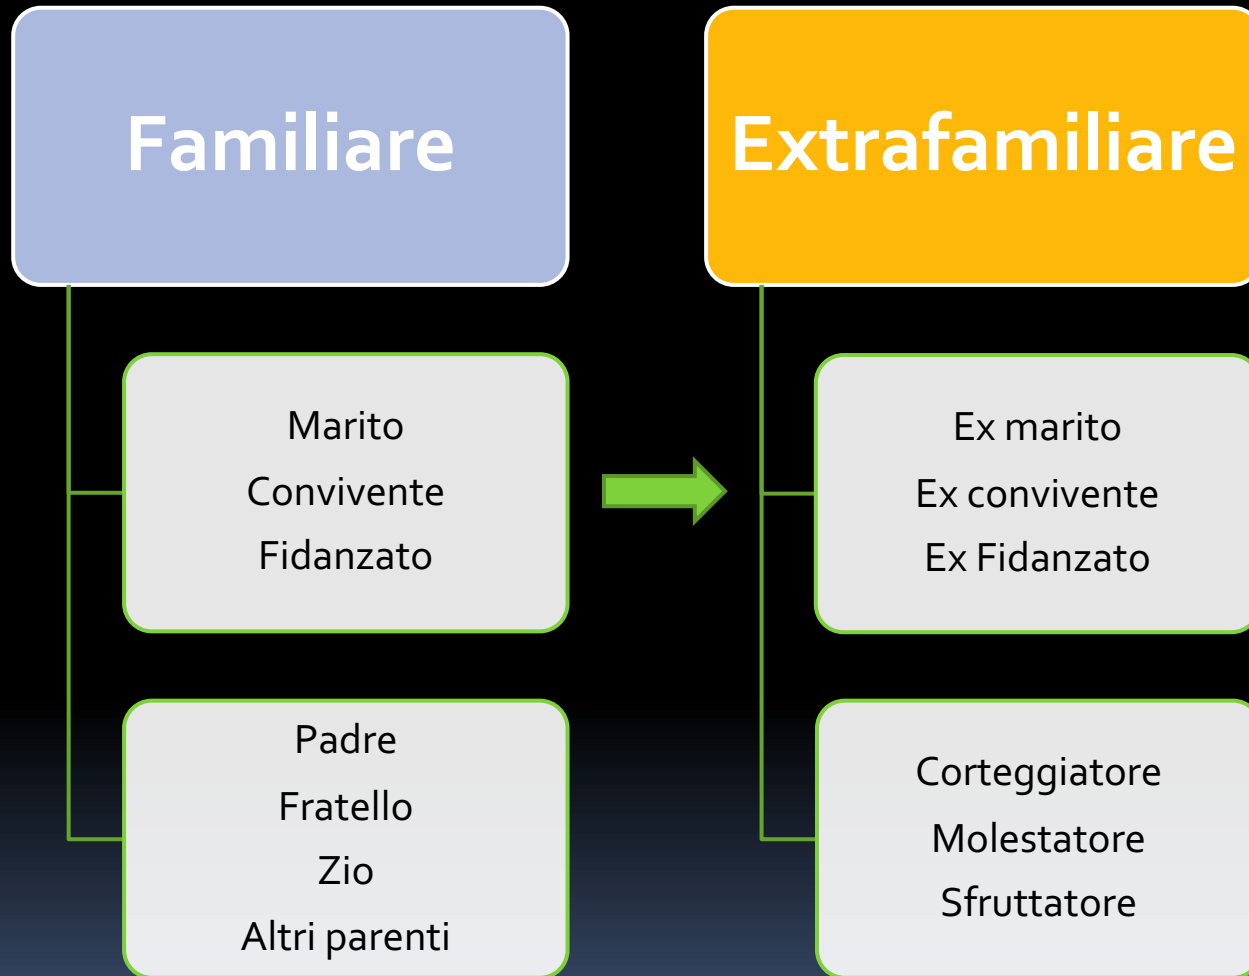 Familiare
Marito
Convivente
Fidanzato
Padre
Fratello
Zio
Altri parenti
Extrafamiliare
Ex marito
Ex convivente
Ex Fidanzato
Corteggiatore
Molestatore
Sfruttatore